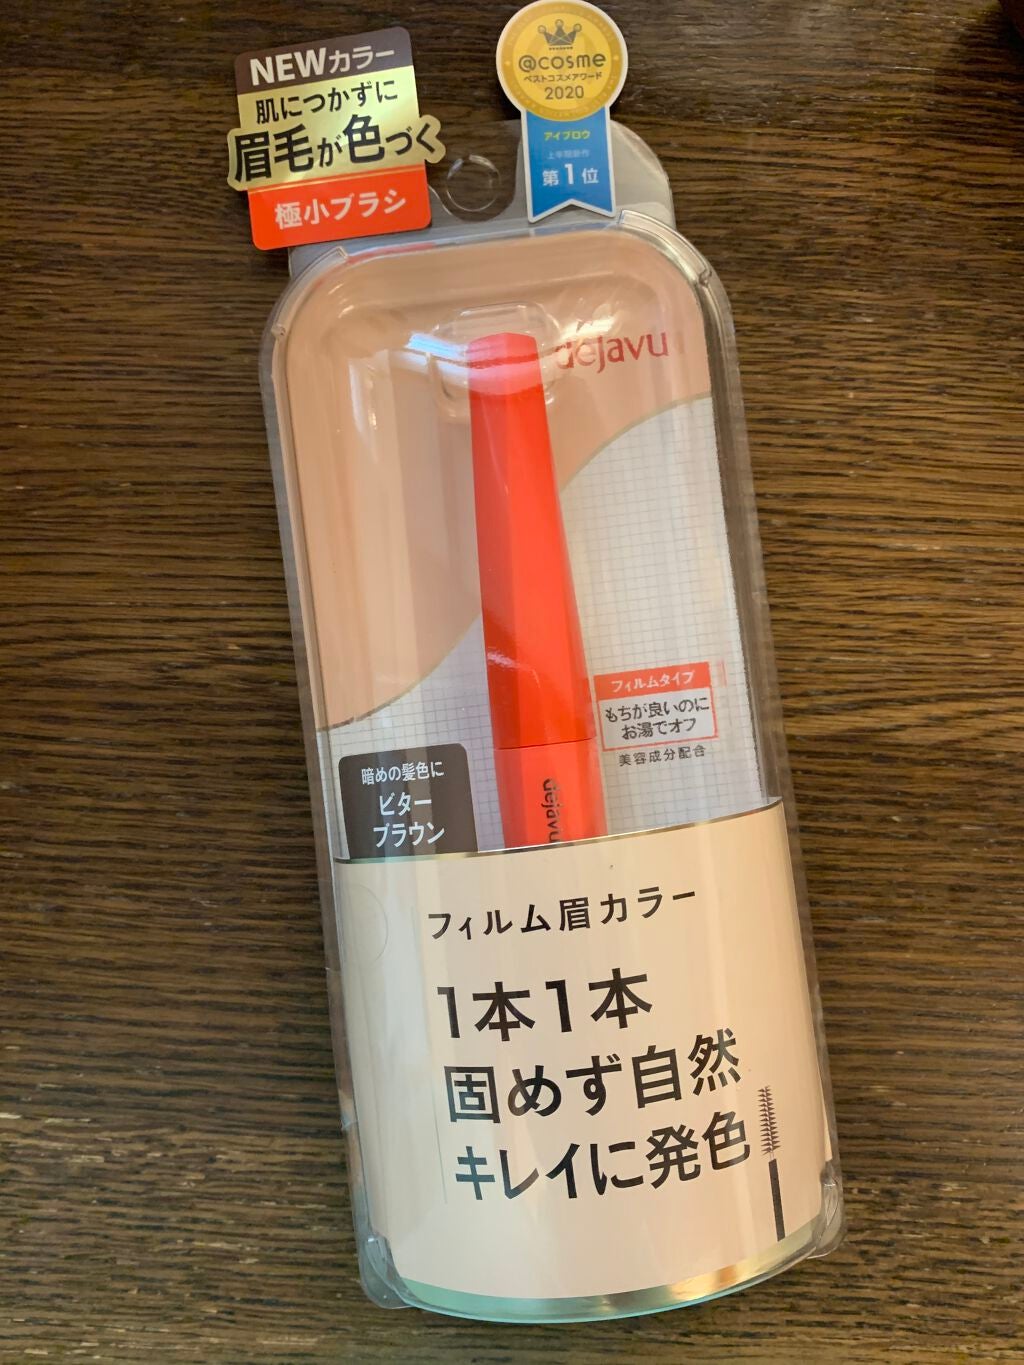 NEWカラー
肌につかずに
眉毛が色づく
極小ブラシ
@cosme
ベストコスメアワード
2020
アイブロウ
上半期新作
第1位
dejavu
フィルムタイプ
もちが良いのに
お湯でオフ
美容成分配合
暗めの髪色に
ビター
ブラウン
dejavu
フィルム眉カラー
1本1本
固めず自然
キレイに発色